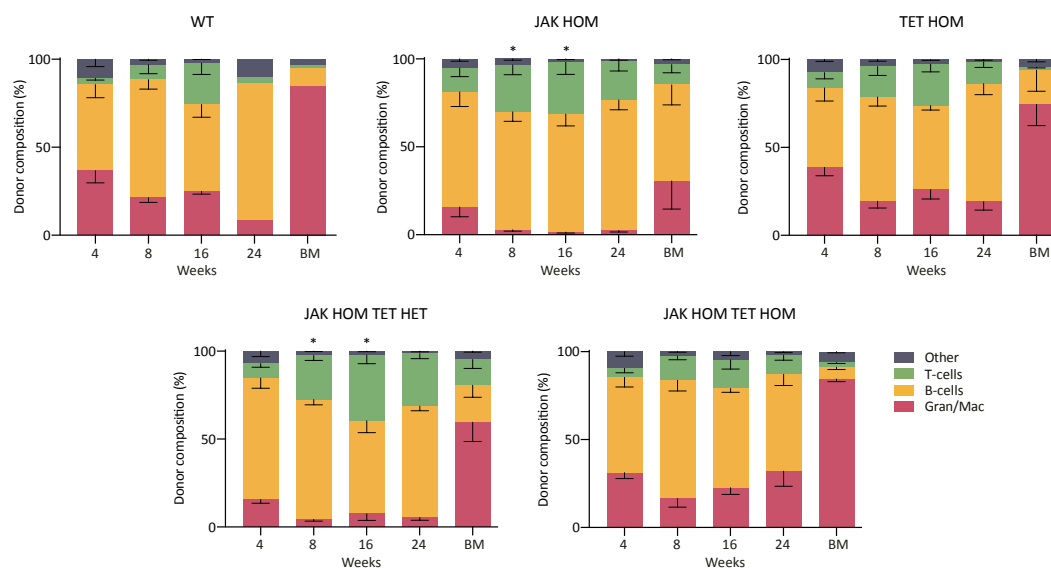 WT
JAK HOM
TET HOM
* *
100
50
0
Donor composition (%)
4 8 16 24 BM
Weeks
100
50
0
Donor composition (%)
4 8 16 24 BM
Weeks
100
50
0
Donor composition (%)
4 8 16 24 BM
Weeks
JAK HOM TET HET
JAK HOM TET HOM
* *
100
50
0
Donor composition (%)
4 8 16 24 BM
Weeks
100
50
0
Donor composition (%)
4 8 16 24 BM
Weeks
Other
T-cells
B-cells
Gran/Mac